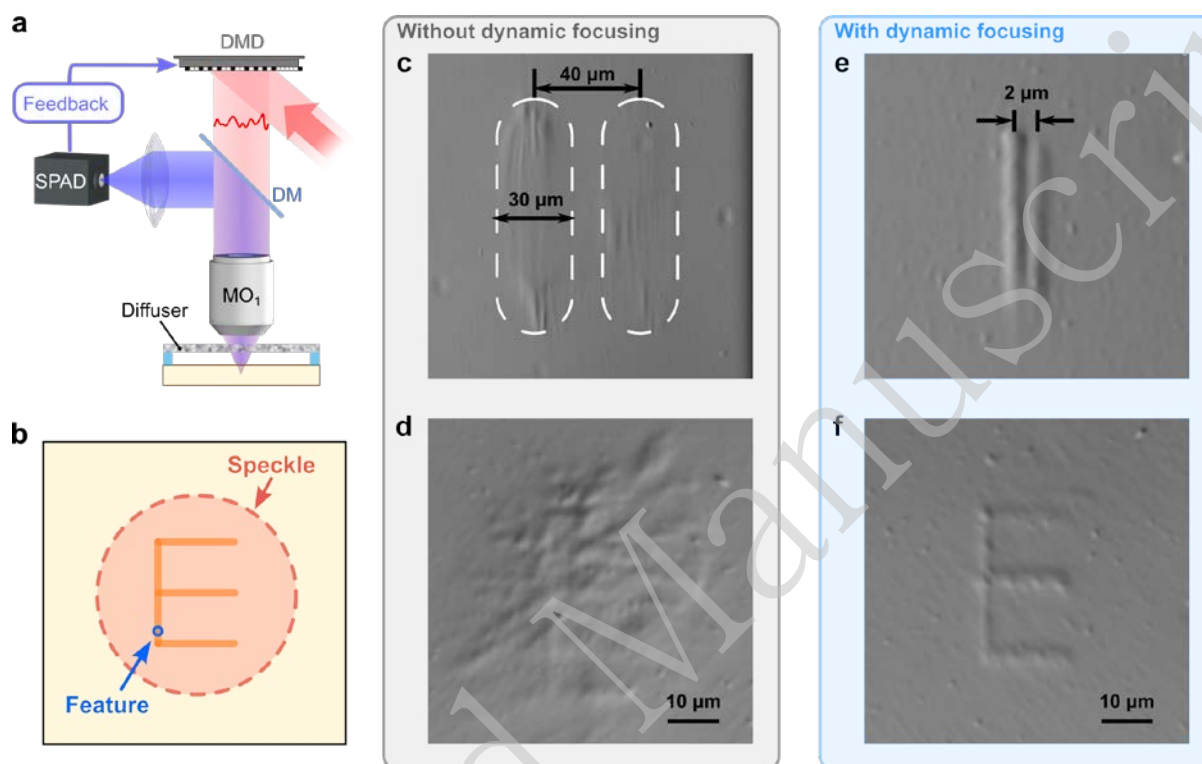 a
DMD
Feedback
SPAD
DM
MO₁
Diffuser
b
Speckle
Feature
Without dynamic focusing
c
40 µm
30 µm
d
10 µm
With dynamic focusing
e
2 µm
f
10 µm
d Manuscri